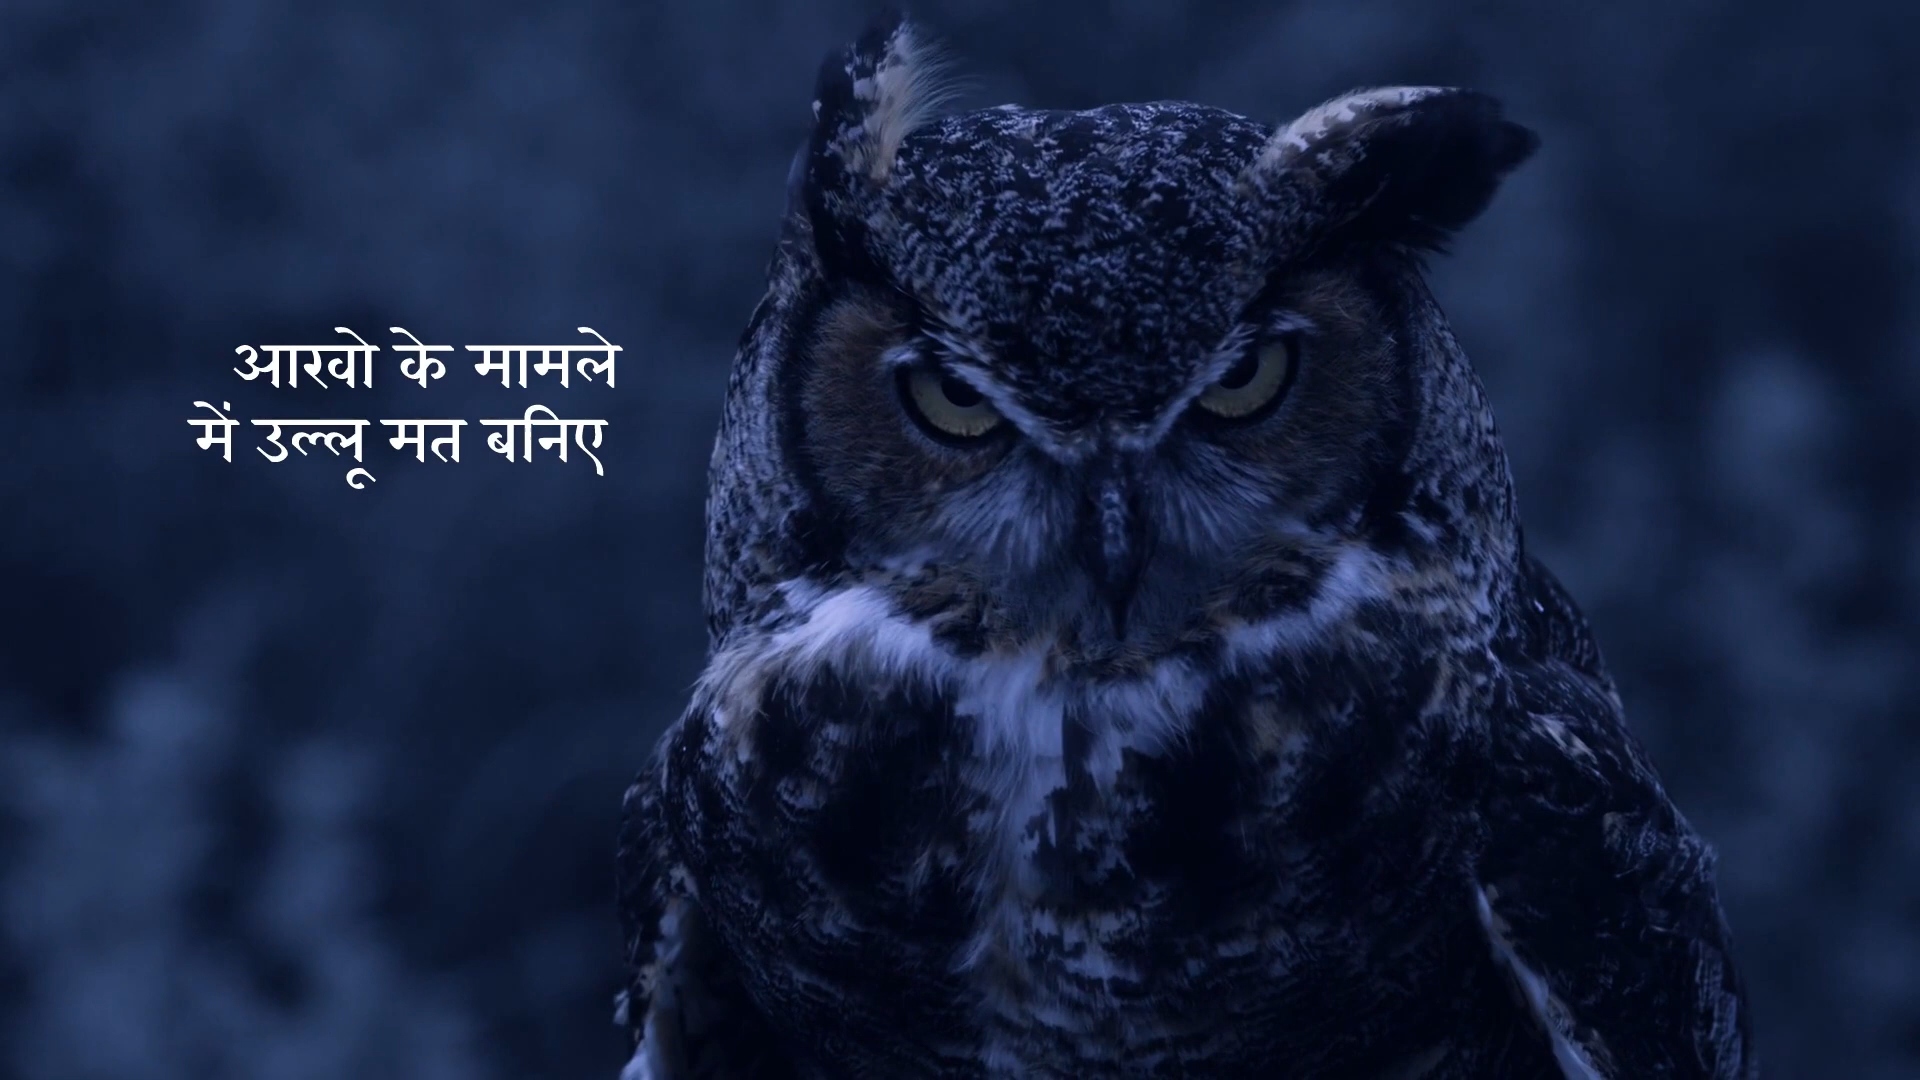 आखो के मामले
में उल्लू मत बनिए